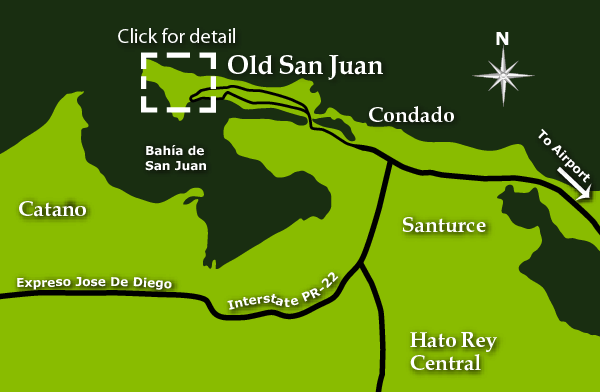 Click for detail
N
Old San Juan
Condado
To Airport
Bahía de
San Juan
Catano
Santurce
Expreso Jose De Diego
Interstate PR-22
Hato Rey
Central